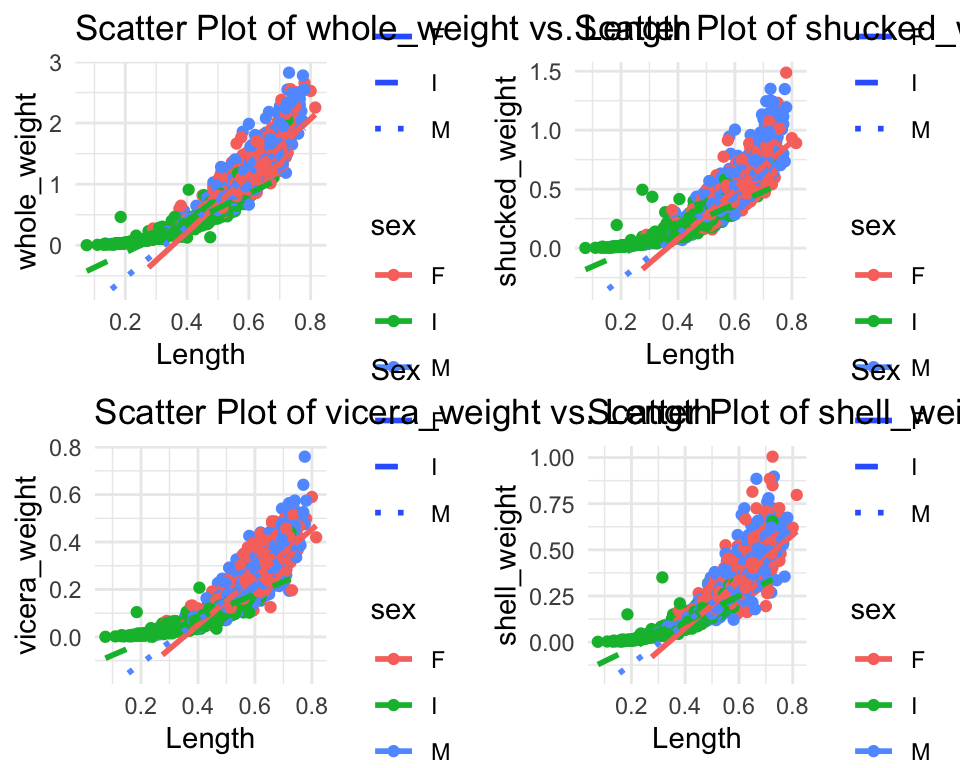 Scatter Plot of whole_weight vs. Length
3
2
1
0
whole_weight
0.2 0.4 0.6 0.8
Length
F
I
M
sex
F
I
M
Scatter Plot of shucked_w
1.5
1.0
0.5
0.0
shucked_weight
0.2 0.4 0.6 0.8
Length
F
I
M
sex
F
I
M
Sex
Scatter Plot of vicera_weight vs. Length
0.8
0.6
0.4
0.2
0.0
vicera_weight
0.2 0.4 0.6 0.8
Length
F
I
M
sex
F
I
M
Sex
Scatter Plot of shell_wei
1.00
0.75
0.50
0.25
0.00
shell_weight
0.2 0.4 0.6 0.8
Length
F
I
M
sex
F
I
M